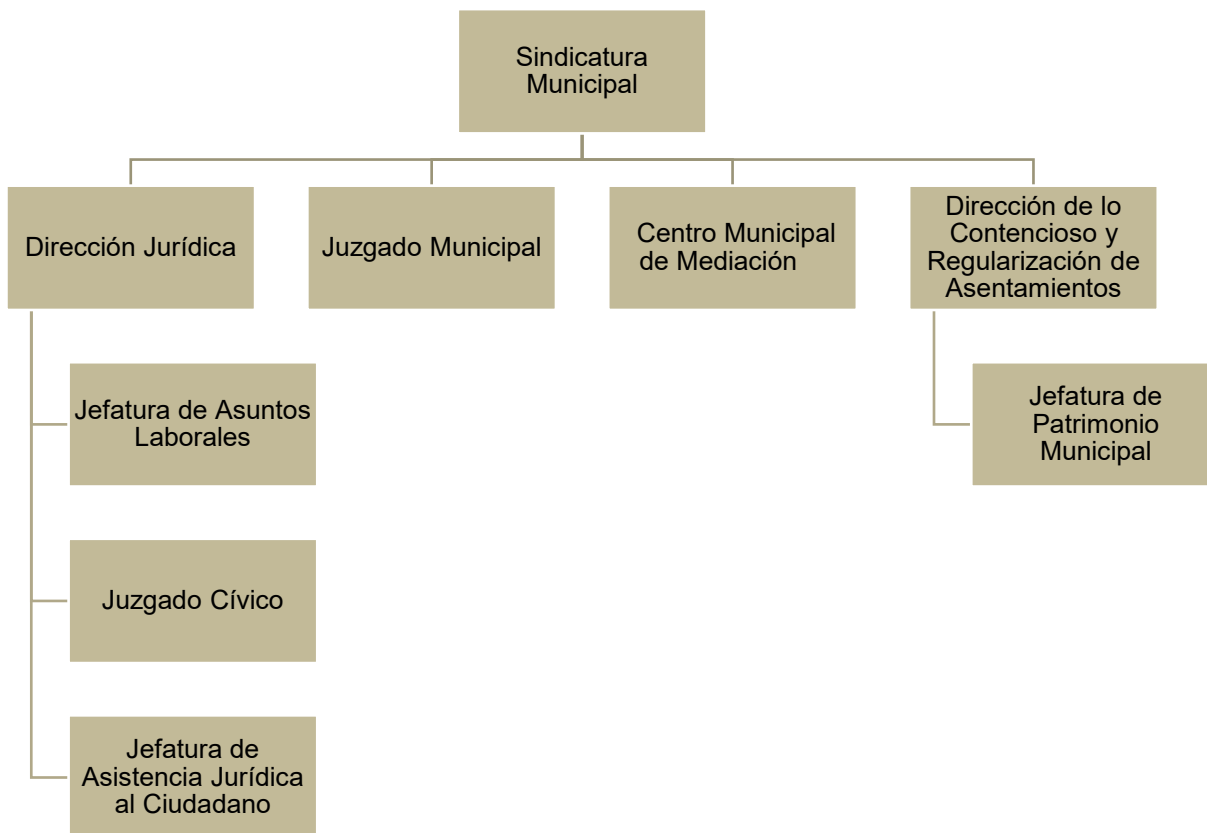 Sindicatura
Municipal
Dirección Jurídica
Juzgado Municipal
Centro Municipal
de Mediación
Dirección de lo
Contencioso y
Regularización de
Asentamientos
Jefatura de Asuntos
Laborales
Juzgado Cívico
Jefatura de
Asistencia Jurídica
al Ciudadano
Jefatura de
Patrimonio
Municipal